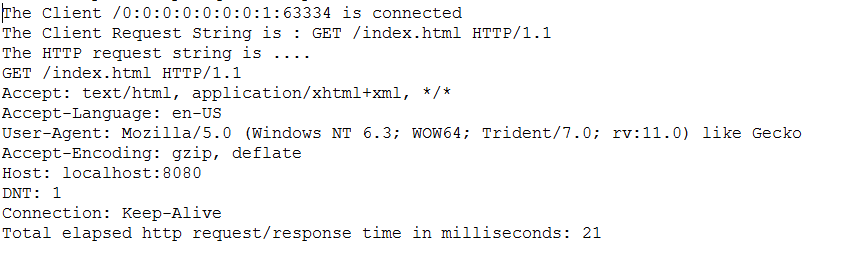 The Client /0:0:0:0:0:0:0:1:63334 is connected
The Client Request String is : GET /index.html HTTP/1.1
The HTTP request string is ....
GET /index.html HTTP/1.1
Accept: text/html, application/xhtml+xml, */*
Accept-Language: en-US
User-Agent: Mozilla/5.0 (Windows NT 6.3; WOW64; Trident/7.0; rv:11.0) like Gecko
Accept-Encoding: gzip, deflate
Host: localhost:8080
DNT: 1
Connection: Keep-Alive
Total elapsed http request/response time in milliseconds: 21